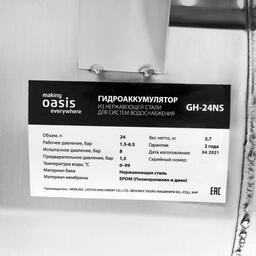 making
oasis
everywhere
ГИДРОАККУМУЛЯТОР
ИЗ НЕРЖАВЕЮЩЕЙ СТАЛИ
ДЛЯ СИСТЕМ ВОДОСНАБЖЕНИЯ
GH-24NS
Объем, л 24
Рабочее давление, бар 1.5-6.5
Испытательное давление, бар 8
Предварительное давление, бар 1,5
Температура воды, °С 0–99
Материал бака Нержавеющая сталь
Материал мембраны EPDM (Полипропилен и диен)
Вес нетто, кг 3,7
Гарантия 2 года
Дата изготовления: 04.2021
Серийный номер:
EAC